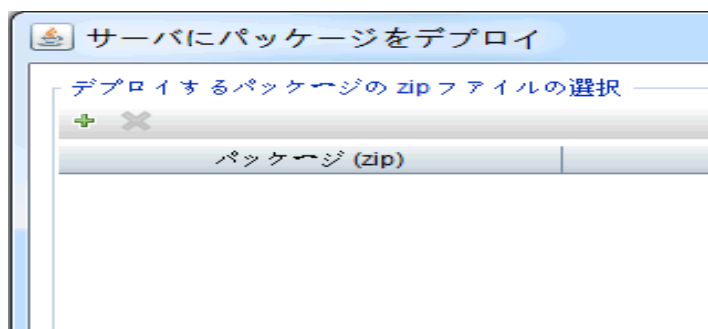 サーバにパッケージをデプロイ
デプロイするパッケージの zip ファイルの選択
パッケージ (zip)